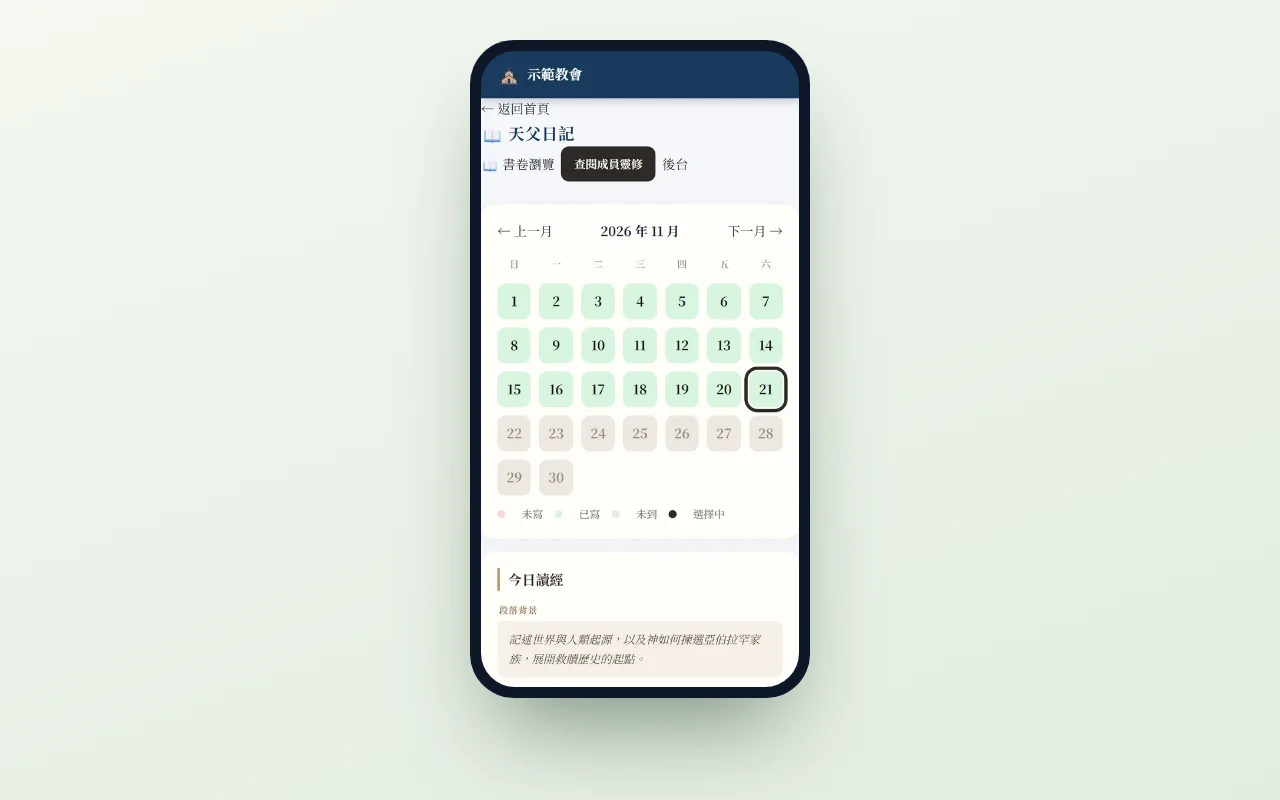 示範教會
← 返回首頁
📖 天父日記
📖 書卷瀏覽 查閱成員靈修 後台
← 上一月 2026 年 11 月 下一月 →
日 一 二 三 四 五 六
1 2 3 4 5 6 7
8 9 10 11 12 13 14
15 16 17 18 19 20 21
22 23 24 25 26 27 28
29 30
未寫 已寫 未到 選擇中
今日讀經
段落背景
記述世界與人類起源，以及神如何揀選亞伯拉罕家
族，展開救贖歷史的起點。